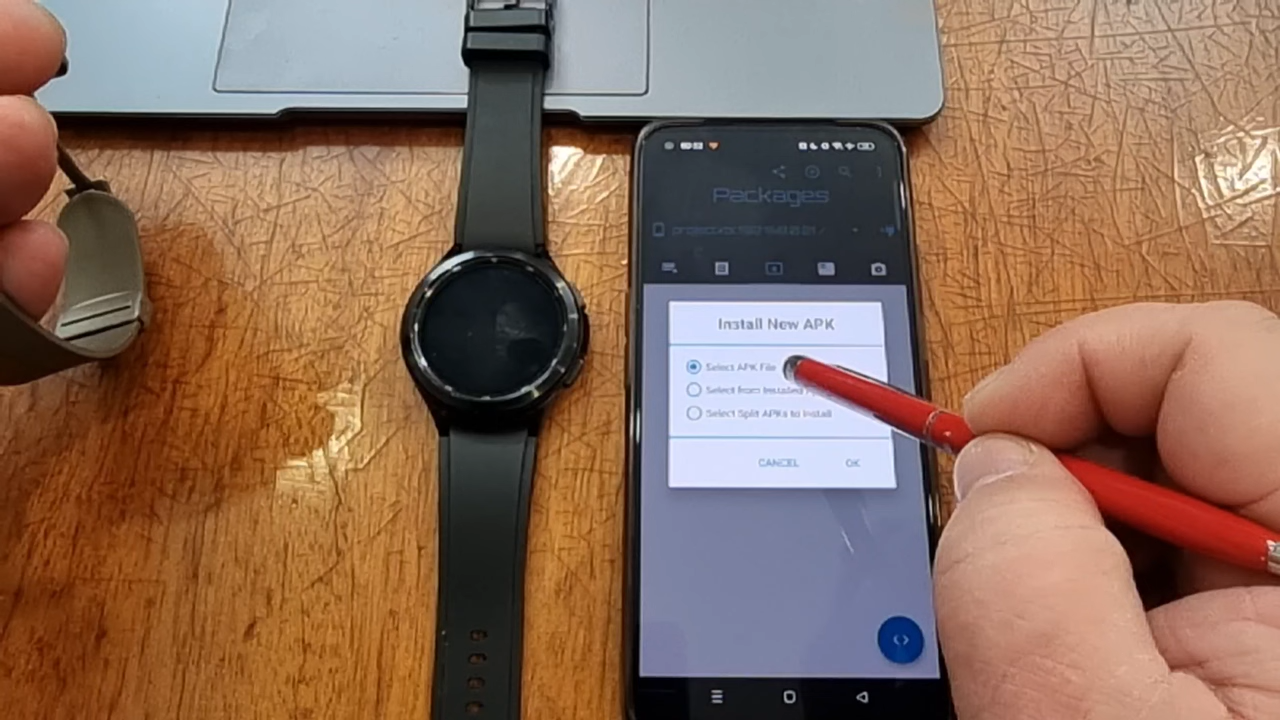 Packages
Install New APK
Select APK File
Select from Installed
Select Split APKs to Install
CANCEL OK